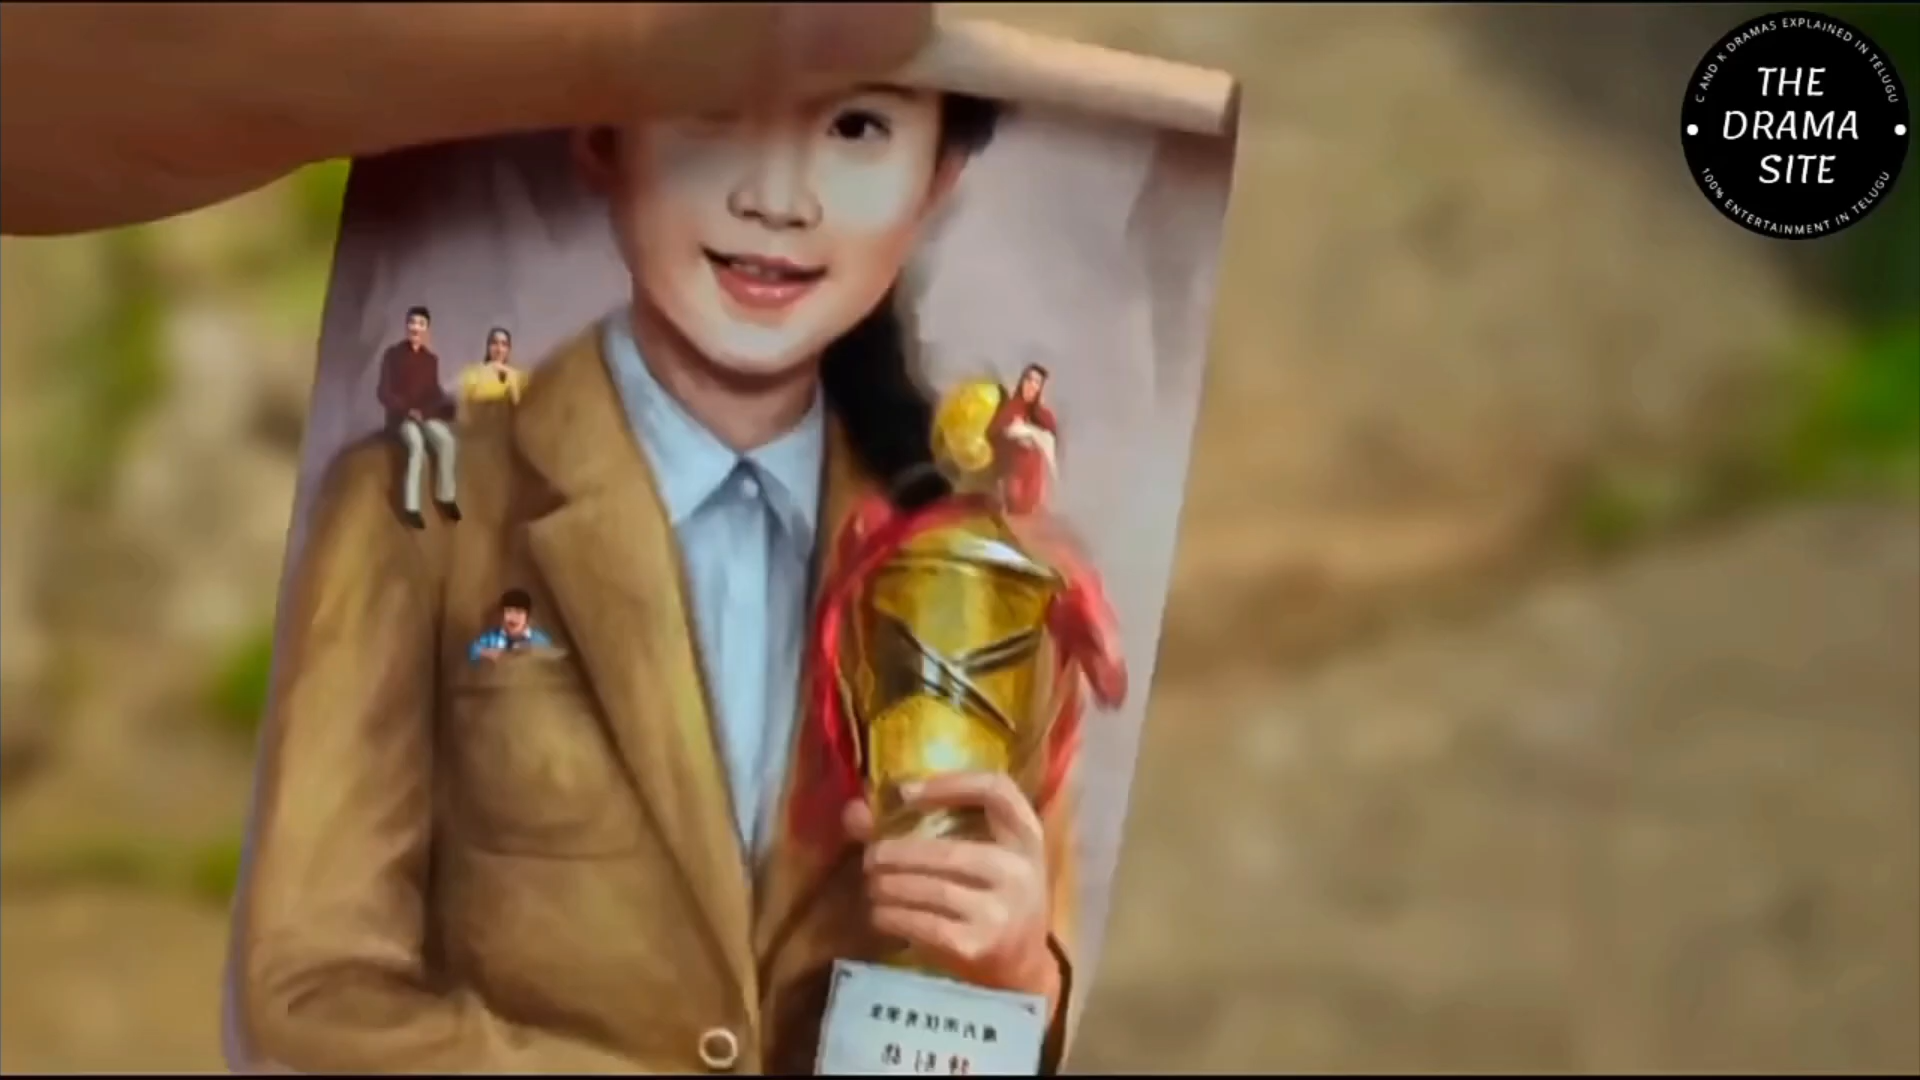 C AND K DRAMAS EXPLAINED IN TELUGU
THE
DRAMA
SITE
100% ENTERTAINMENT IN TELUGU